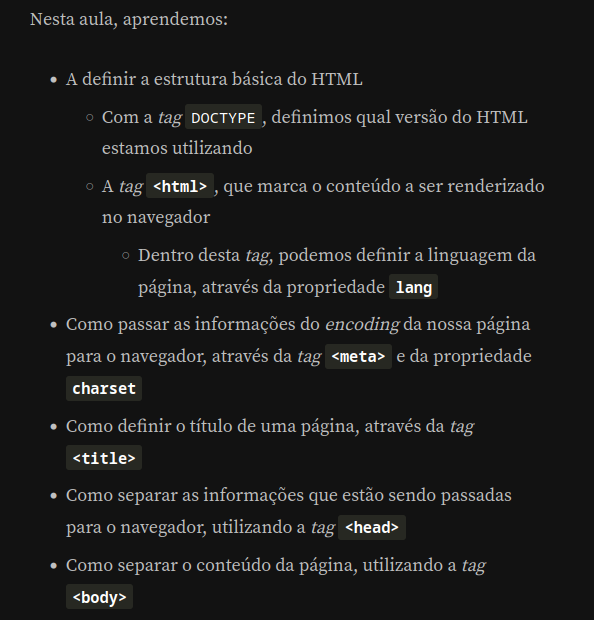 Nesta aula, aprendemos:
• A definir a estrutura básica do HTML
○ Com a tag DOCTYPE, definimos qual versão do HTML
estamos utilizando
○ A tag <html>, que marca o conteúdo a ser renderizado
no navegador
○ Dentro desta tag, podemos definir a linguagem da
página, através da propriedade lang
• Como passar as informações do encoding da nossa página
para o navegador, através da tag <meta> e da propriedade
charset
• Como definir o título de uma página, através da tag
<title>
• Como separar as informações que estão sendo passadas
para o navegador, utilizando a tag <head>
• Como separar o conteúdo da página, utilizando a tag
<body>